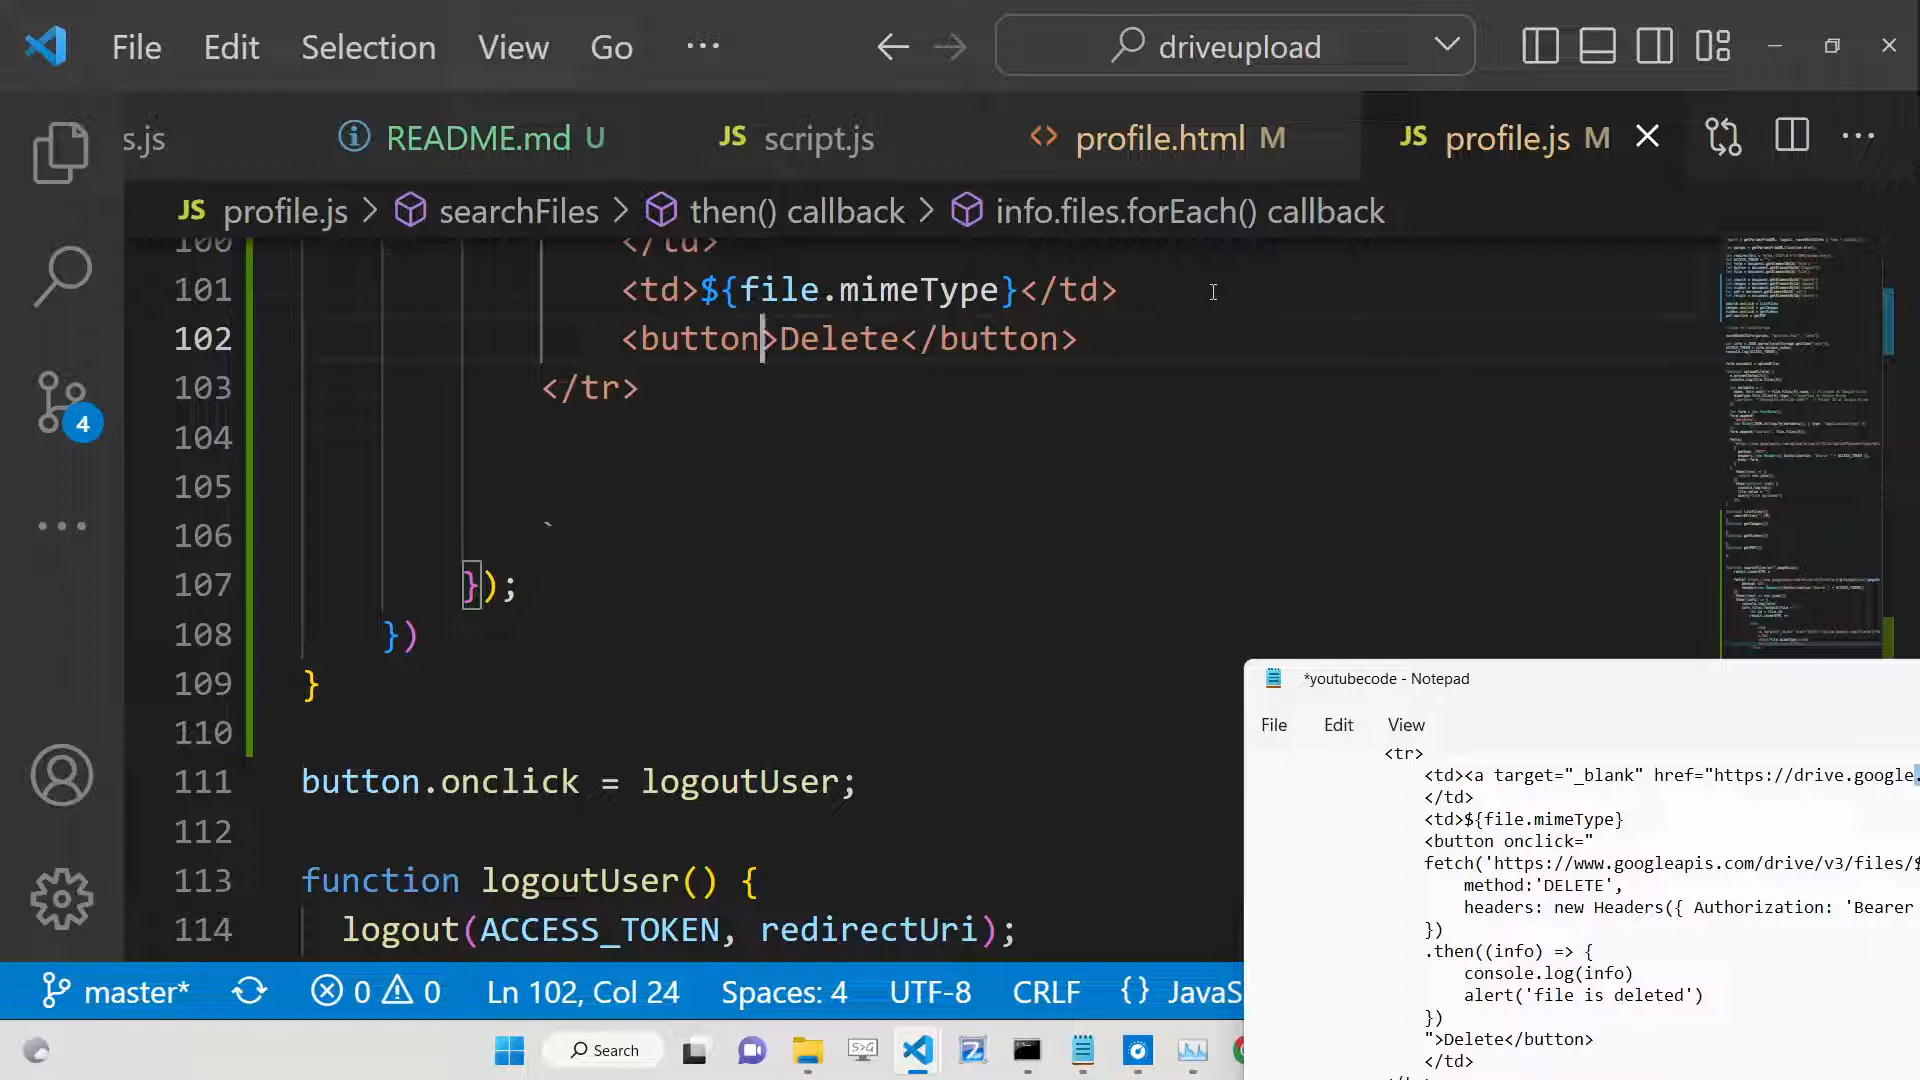 File Edit Selection View Go ... driveupload
s.js README.md U JS script.js <> profile.html M JS profile.js M
JS profile.js > searchFiles > then() callback > info.files.forEach() callback
100 </td>
101 <td>${file.mimeType}</td>
102 <button>Delete</button>
103 </tr>
104
105
106 `
107 });
108 })
109 }
110
111 button.onclick = logoutUser;
112
113 function logoutUser() {
114 logout(ACCESS_TOKEN, redirectUri);
4
master* 0 0 Ln 102, Col 24 Spaces: 4 UTF-8 CRLF {} JavaS
Search
*youtubecode - Notepad
File Edit View
<tr>
<td><a target="_blank" href="https://drive.google.
</td>
<td>${file.mimeType}
<button onclick="
fetch('https://www.googleapis.com/drive/v3/files/$
method:'DELETE',
headers: new Headers({ Authorization: 'Bearer
})
.then((info) => {
console.log(info)
alert('file is deleted')
})
">Delete</button>
</td>